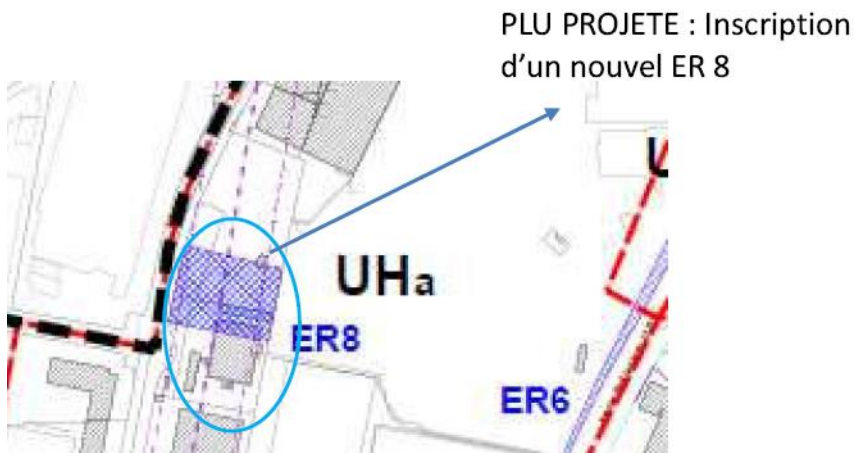 PLU PROJETE : Inscription
d’un nouvel ER 8
U
UHa
ER8
ER6